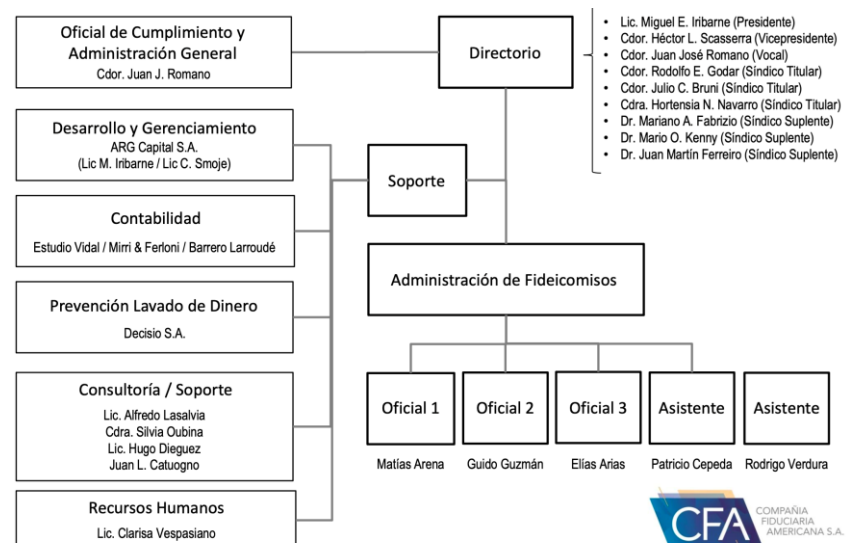 Oficial de Cumplimiento y
Administración General
Cdor. Juan J. Romano
Directorio
• Lic. Miguel E. Iribarne (Presidente)
• Cdor. Héctor L. Scasserra (Vicepresidente)
• Cdor. Juan José Romano (Vocal)
• Cdor. Rodolfo E. Godar (Síndico Titular)
• Cdor. Julio C. Bruni (Síndico Titular)
• Cdra. Hortensia N. Navarro (Síndico Titular)
• Dr. Mariano A. Fabrizio (Síndico Suplente)
• Dr. Mario O. Kenny (Síndico Suplente)
• Dr. Juan Martín Ferreiro (Síndico Suplente)
Desarrollo y Gerenciamiento
ARG Capital S.A.
(Lic M. Iribarne / Lic C. Smoje)
Soporte
Contabilidad
Estudio Vidal / Mirri & Ferloni / Barrero Larroudé
Administración de Fideicomisos
Prevención Lavado de Dinero
Decisio S.A.
Consultoría / Soporte
Lic. Alfredo Lasalvia
Cdra. Silvia Oubina
Lic. Hugo Dieguez
Juan L. Catuogno
Oficial 1
Oficial 2
Oficial 3
Asistente
Asistente
Matías Arena
Guido Guzmán
Elías Arias
Patricio Cepeda
Rodrigo Verdura
Recursos Humanos
Lic. Clarisa Vespasiano
CFA
COMPAÑIA
FIDUCIARIA
AMERICANA S.A.